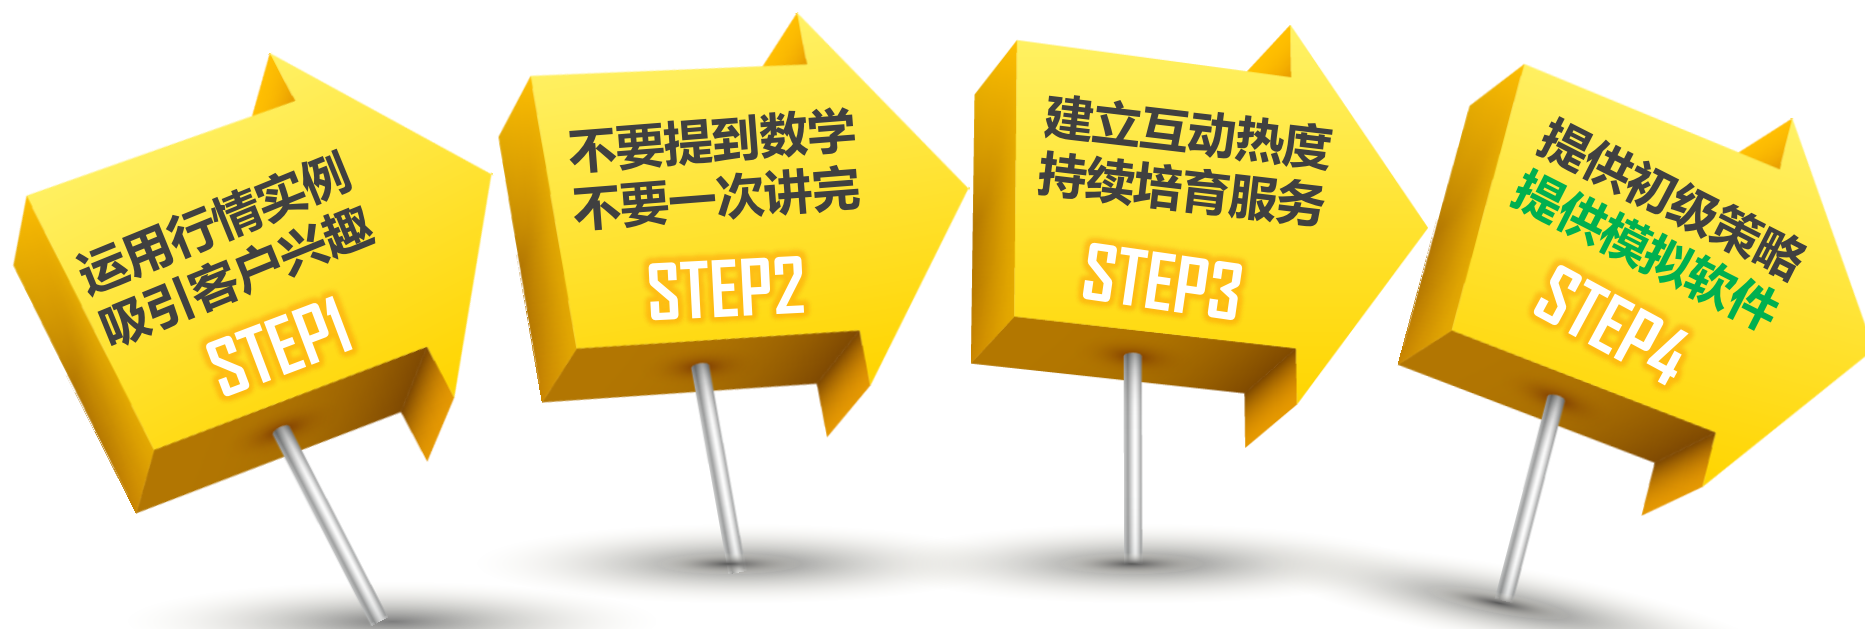 运用行情实例
吸引客户兴趣
STEP1
不要提到数学
不要一次讲完
STEP2
建立互动热度
持续培育服务
STEP3
提供初级策略
提供模拟软件
STEP4